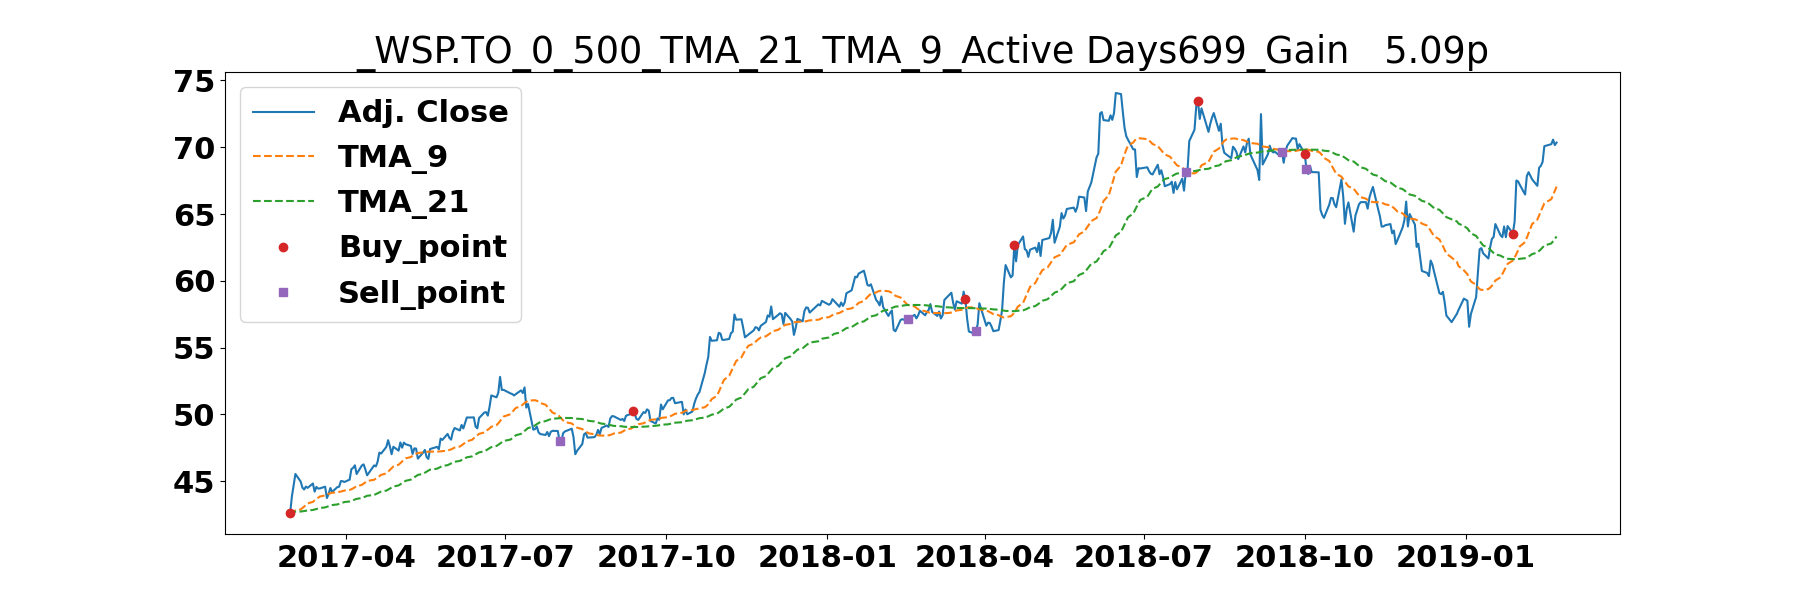 _WSP.TO_0_500_TMA_21_TMA_9_Active Days699_Gain   5.09p
75
70
65
60
55
50
45
Adj. Close
TMA_9
TMA_21
Buy_point
Sell_point
2017-04 2017-07 2017-10 2018-01 2018-04 2018-07 2018-10 2019-01